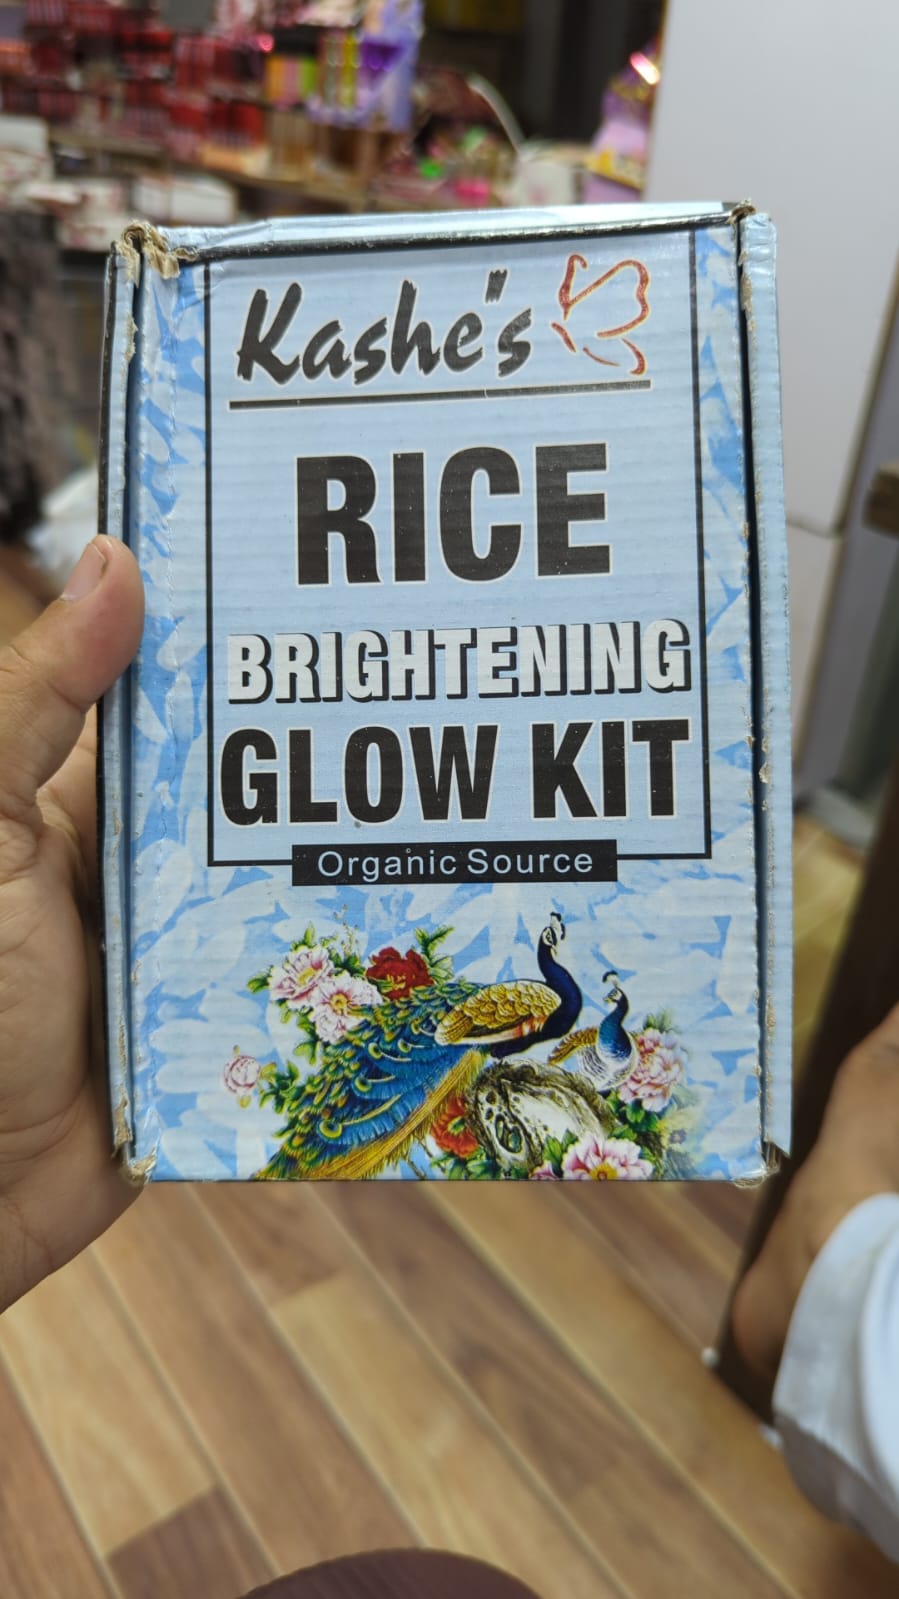 Kashe's
RICE
BRIGHTENING
GLOW KIT
Organic Source